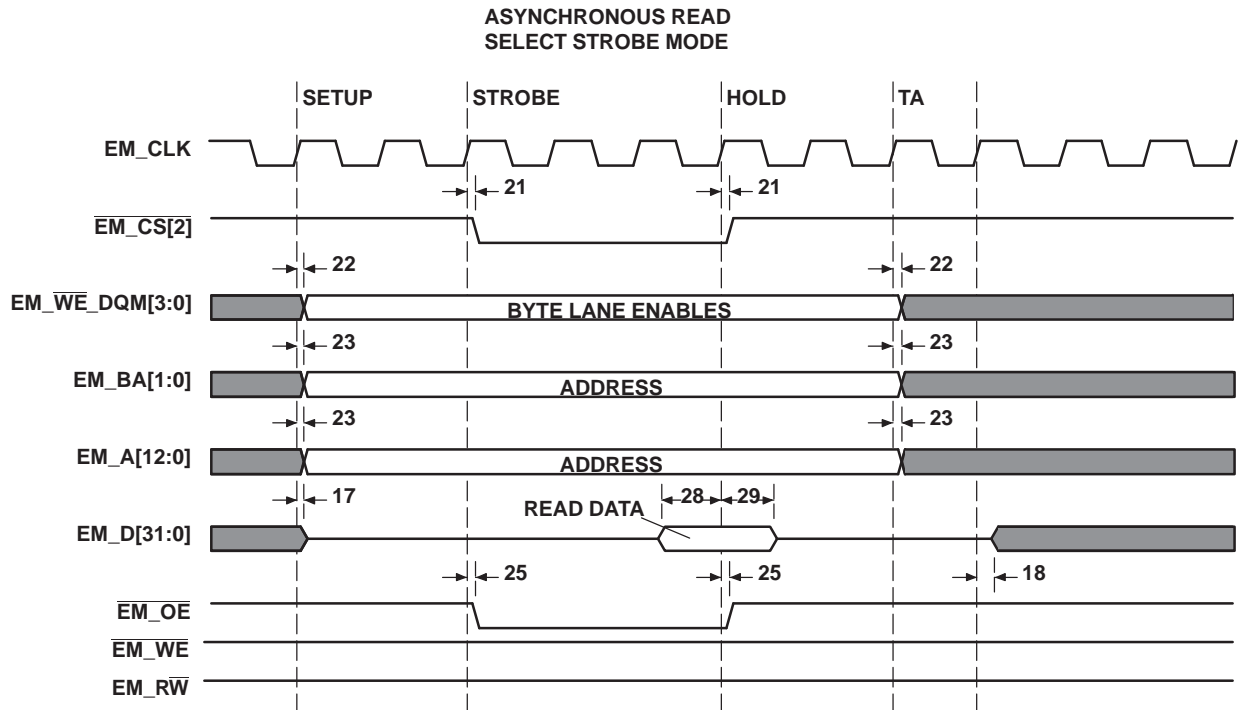 ASYNCHRONOUS READ
SELECT STROBE MODE
SETUP STROBE HOLD TA
EM_CLK
21 21
EM_CS[2]
22 22
EM_WE_DQM[3:0] BYTE LANE ENABLES
23 23
EM_BA[1:0] ADDRESS
23 23
EM_A[12:0] ADDRESS
17 28 29
READ DATA
EM_D[31:0]
25 25 18
EM_OE
EM_WE
EM_RW